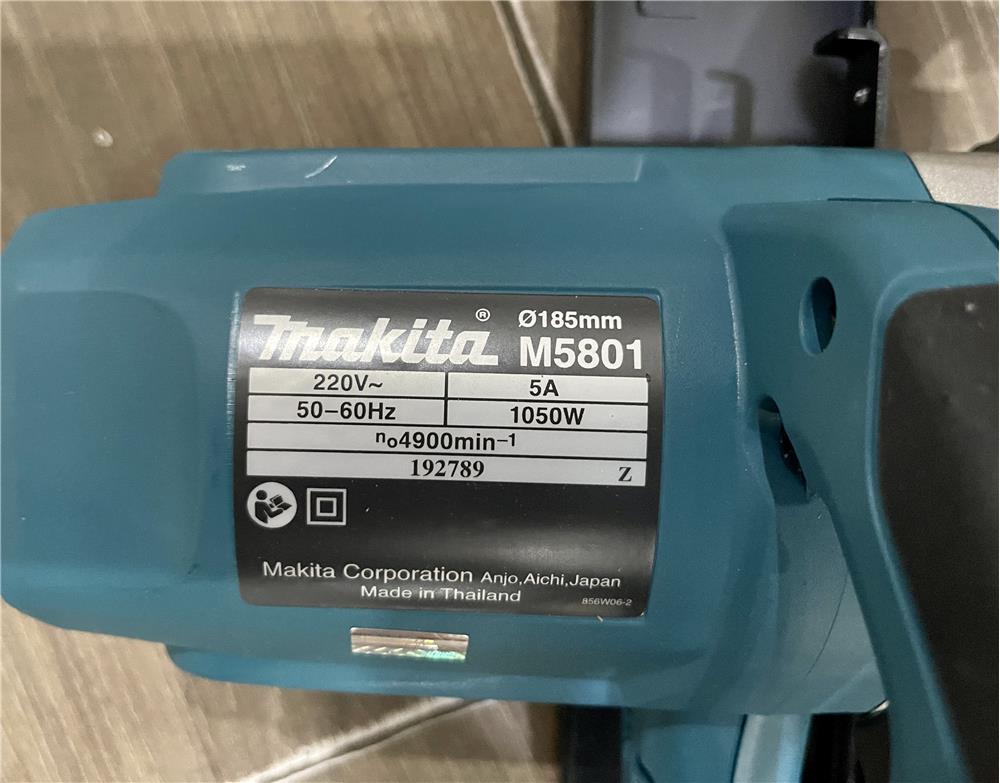 makita® Ø185mm
M5801
220V~ 5A
50-60Hz 1050W
no4900min-1
192789 Z
Makita Corporation Anjo,Aichi,Japan
Made in Thailand 856W06-2